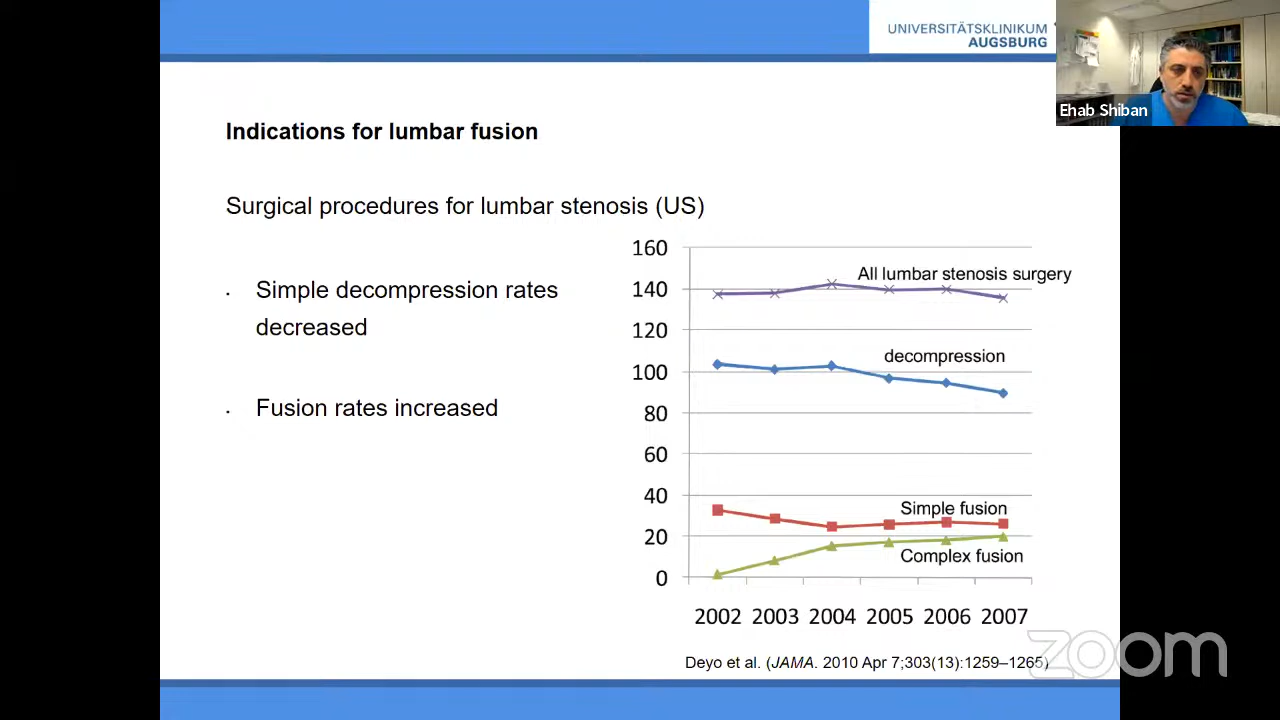 UNIVERSITÄTSKLINIKUM
AUGSBURG
Ehab Shiban
Indications for lumbar fusion
Surgical procedures for lumbar stenosis (US)
· Simple decompression rates
decreased
· Fusion rates increased
160
140
120
100
80
60
40
20
0
All lumbar stenosis surgery
decompression
Simple fusion
Complex fusion
2002 2003 2004 2005 2006 2007
Deyo et al. (JAMA. 2010 Apr 7;303(13):1259–1265)
zoom